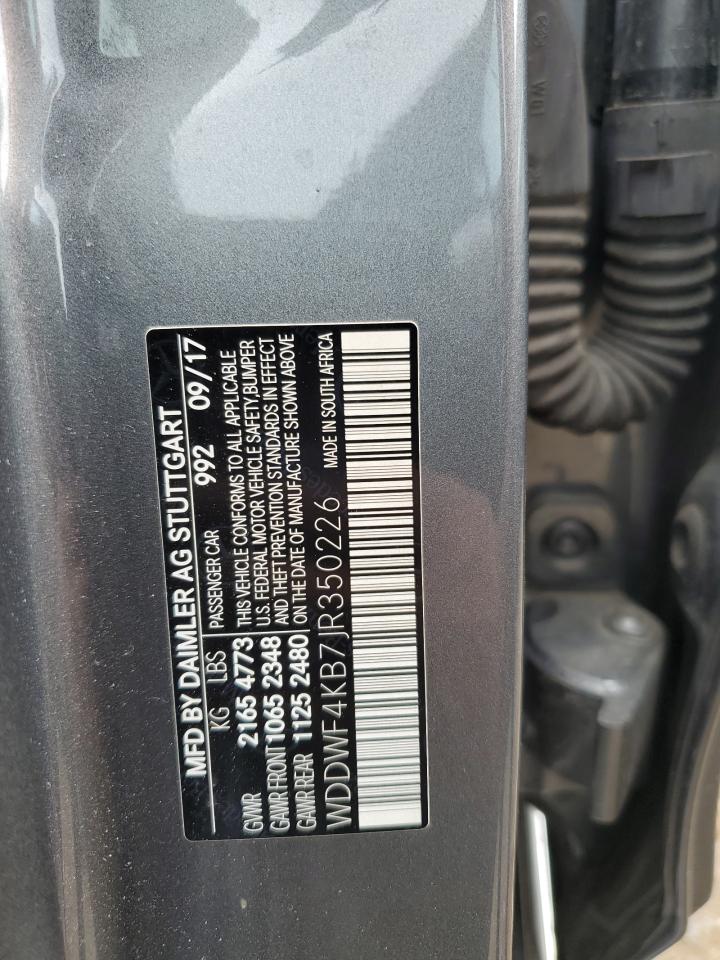 MFD BY DAIMLER AG STUTTGART
KG LBS PASSENGER CAR 992 09/17
GVWR 2165 4773 THIS VEHICLE CONFORMS TO ALL APPLICABLE
U.S. FEDERAL MOTOR VEHICLE SAFETY,BUMPER
GAWR FRONT 1065 2348 AND THEFT PREVENTION STANDARDS IN EFFECT
GAWR REAR 1125 2480 ON THE DATE OF MANUFACTURE SHOWN ABOVE
WDDWF4KB7JR350226 MADE IN SOUTH AFRICA